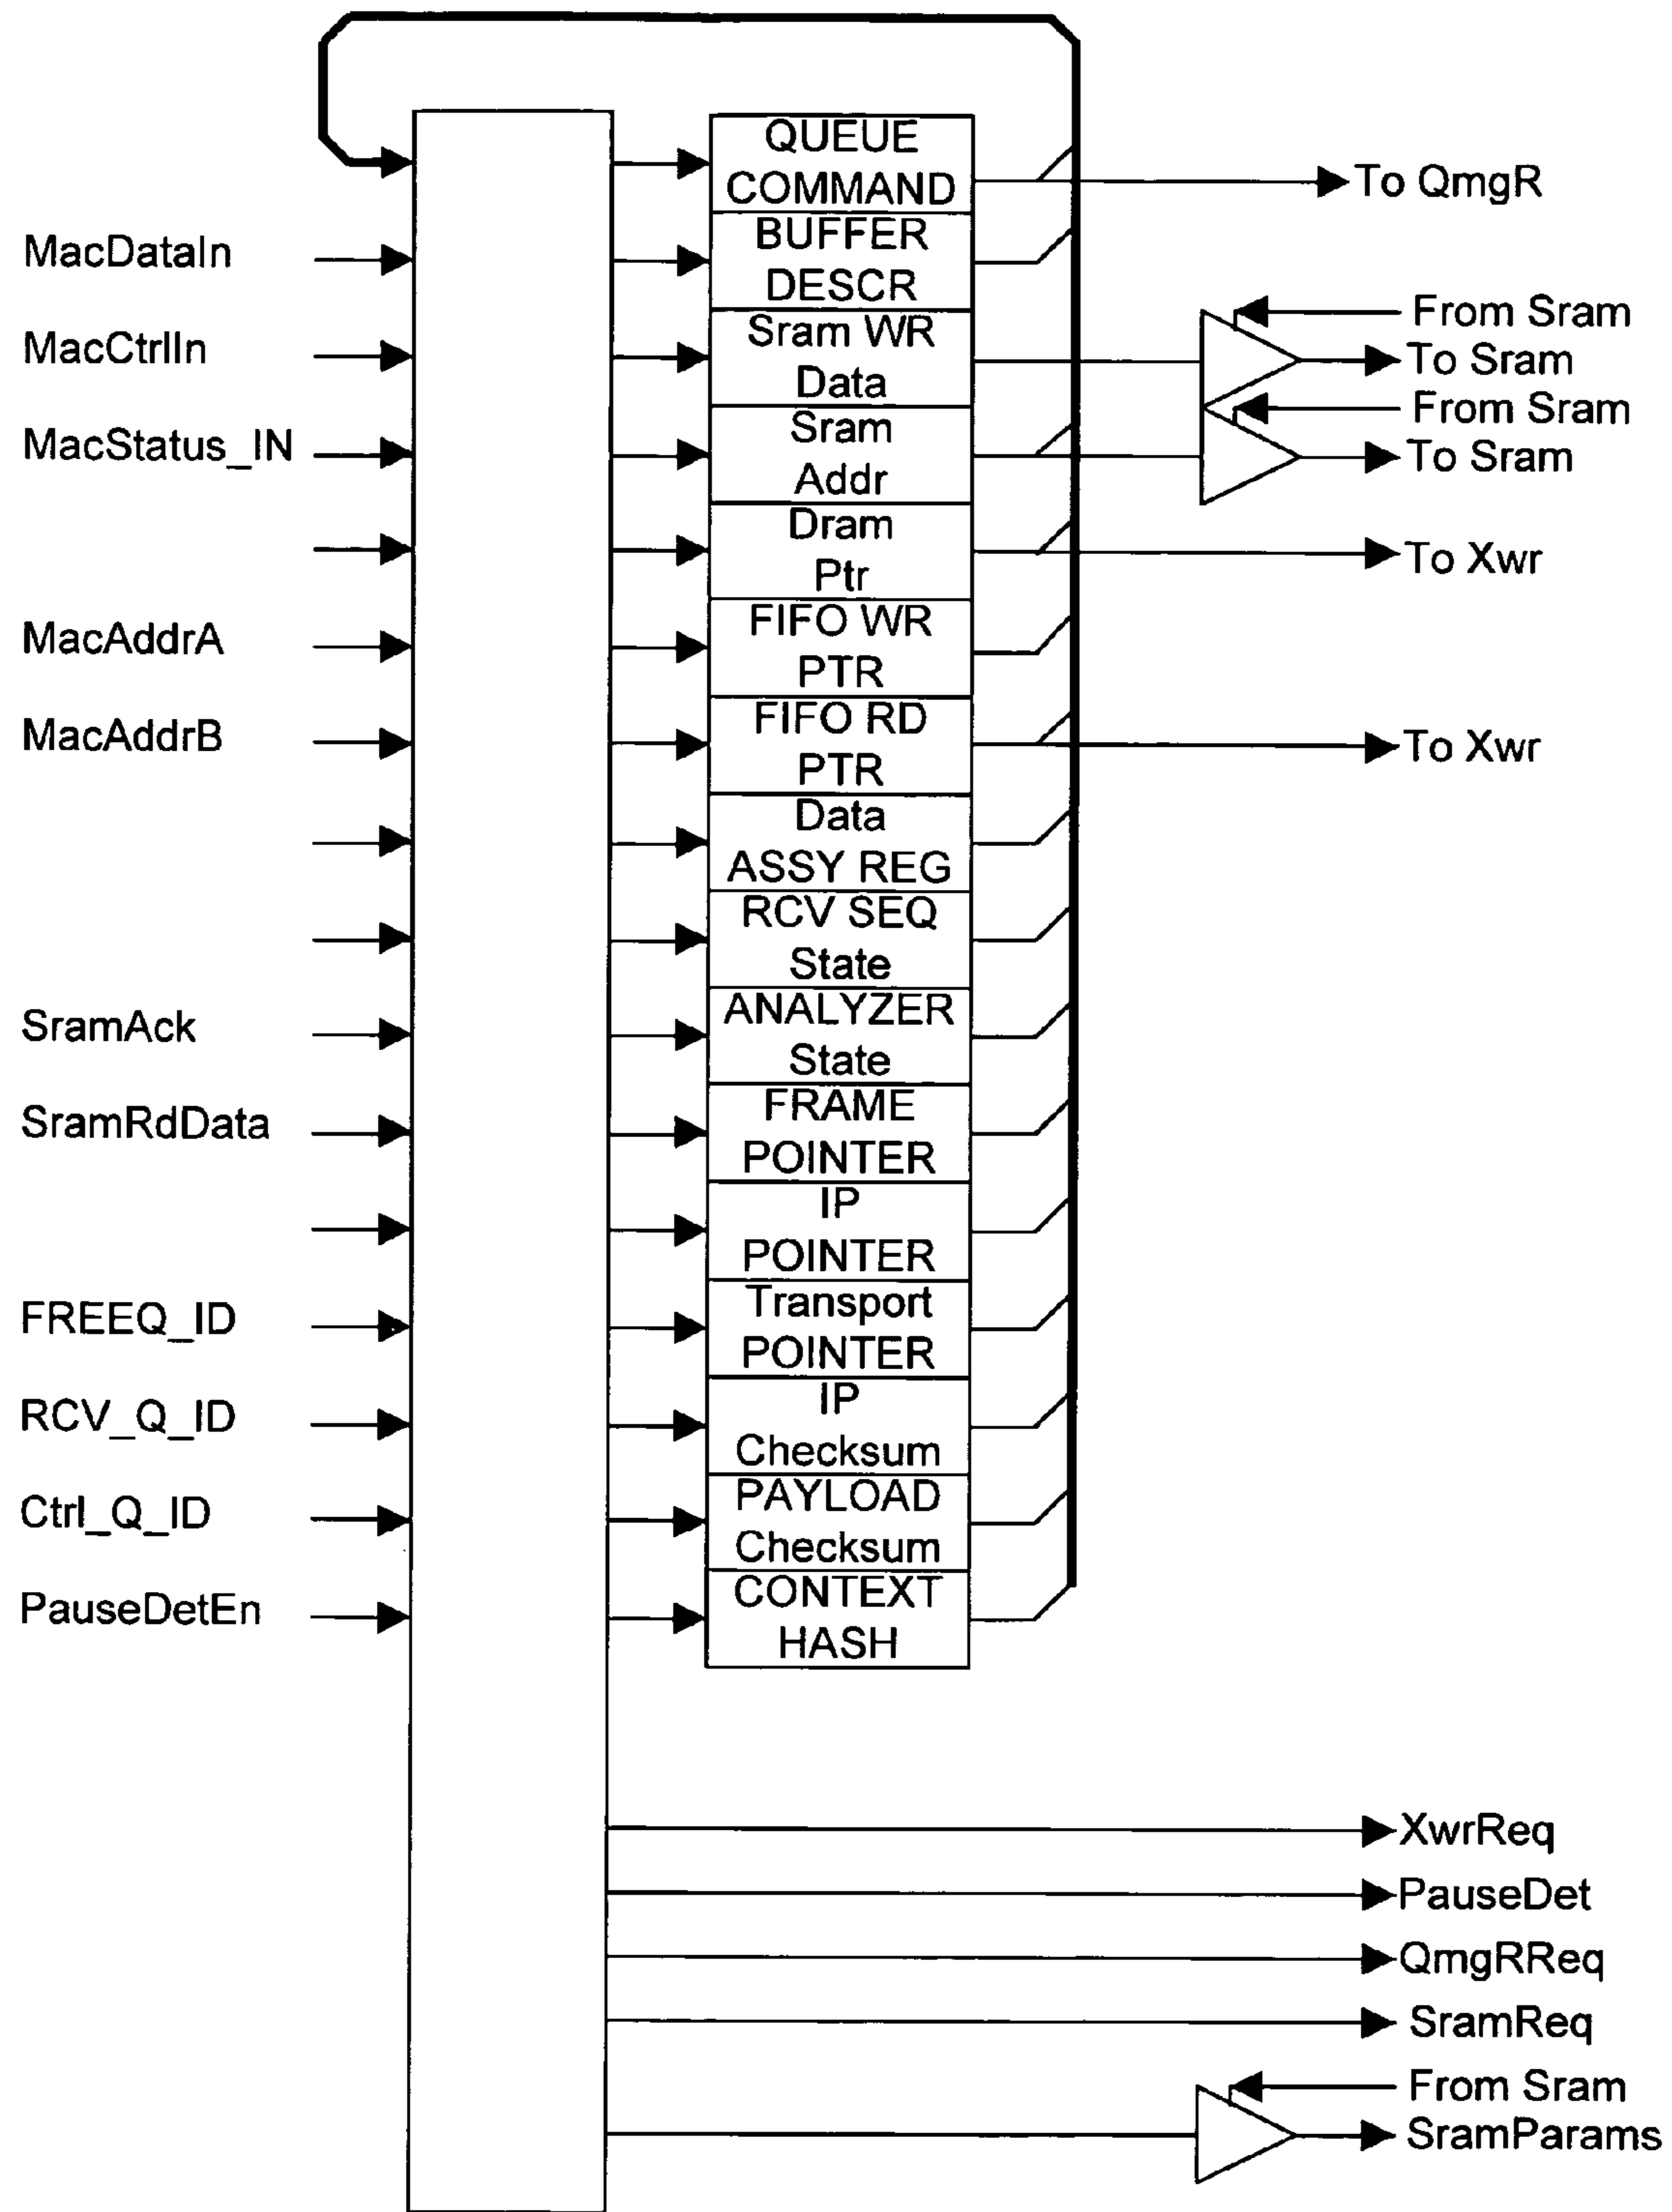 MacDataIn
MacCtrlIn
MacStatus_IN
MacAddrA
MacAddrB
SramAck
SramRdData
FREEQ_ID
RCV_Q_ID
Ctrl_Q_ID
PauseDetEn
QUEUE
COMMAND
BUFFER
DESCR
Sram WR
Data
Sram
Addr
Dram
Ptr
FIFO WR
PTR
FIFO RD
PTR
Data
ASSY REG
RCV SEQ
State
ANALYZER
State
FRAME
POINTER
IP
POINTER
Transport
POINTER
IP
Checksum
PAYLOAD
Checksum
CONTEXT
HASH
To QmgR
From Sram
To Sram
From Sram
To Sram
To Xwr
To Xwr
XwrReq
PauseDet
QmgRReq
SramReq
From Sram
SramParams